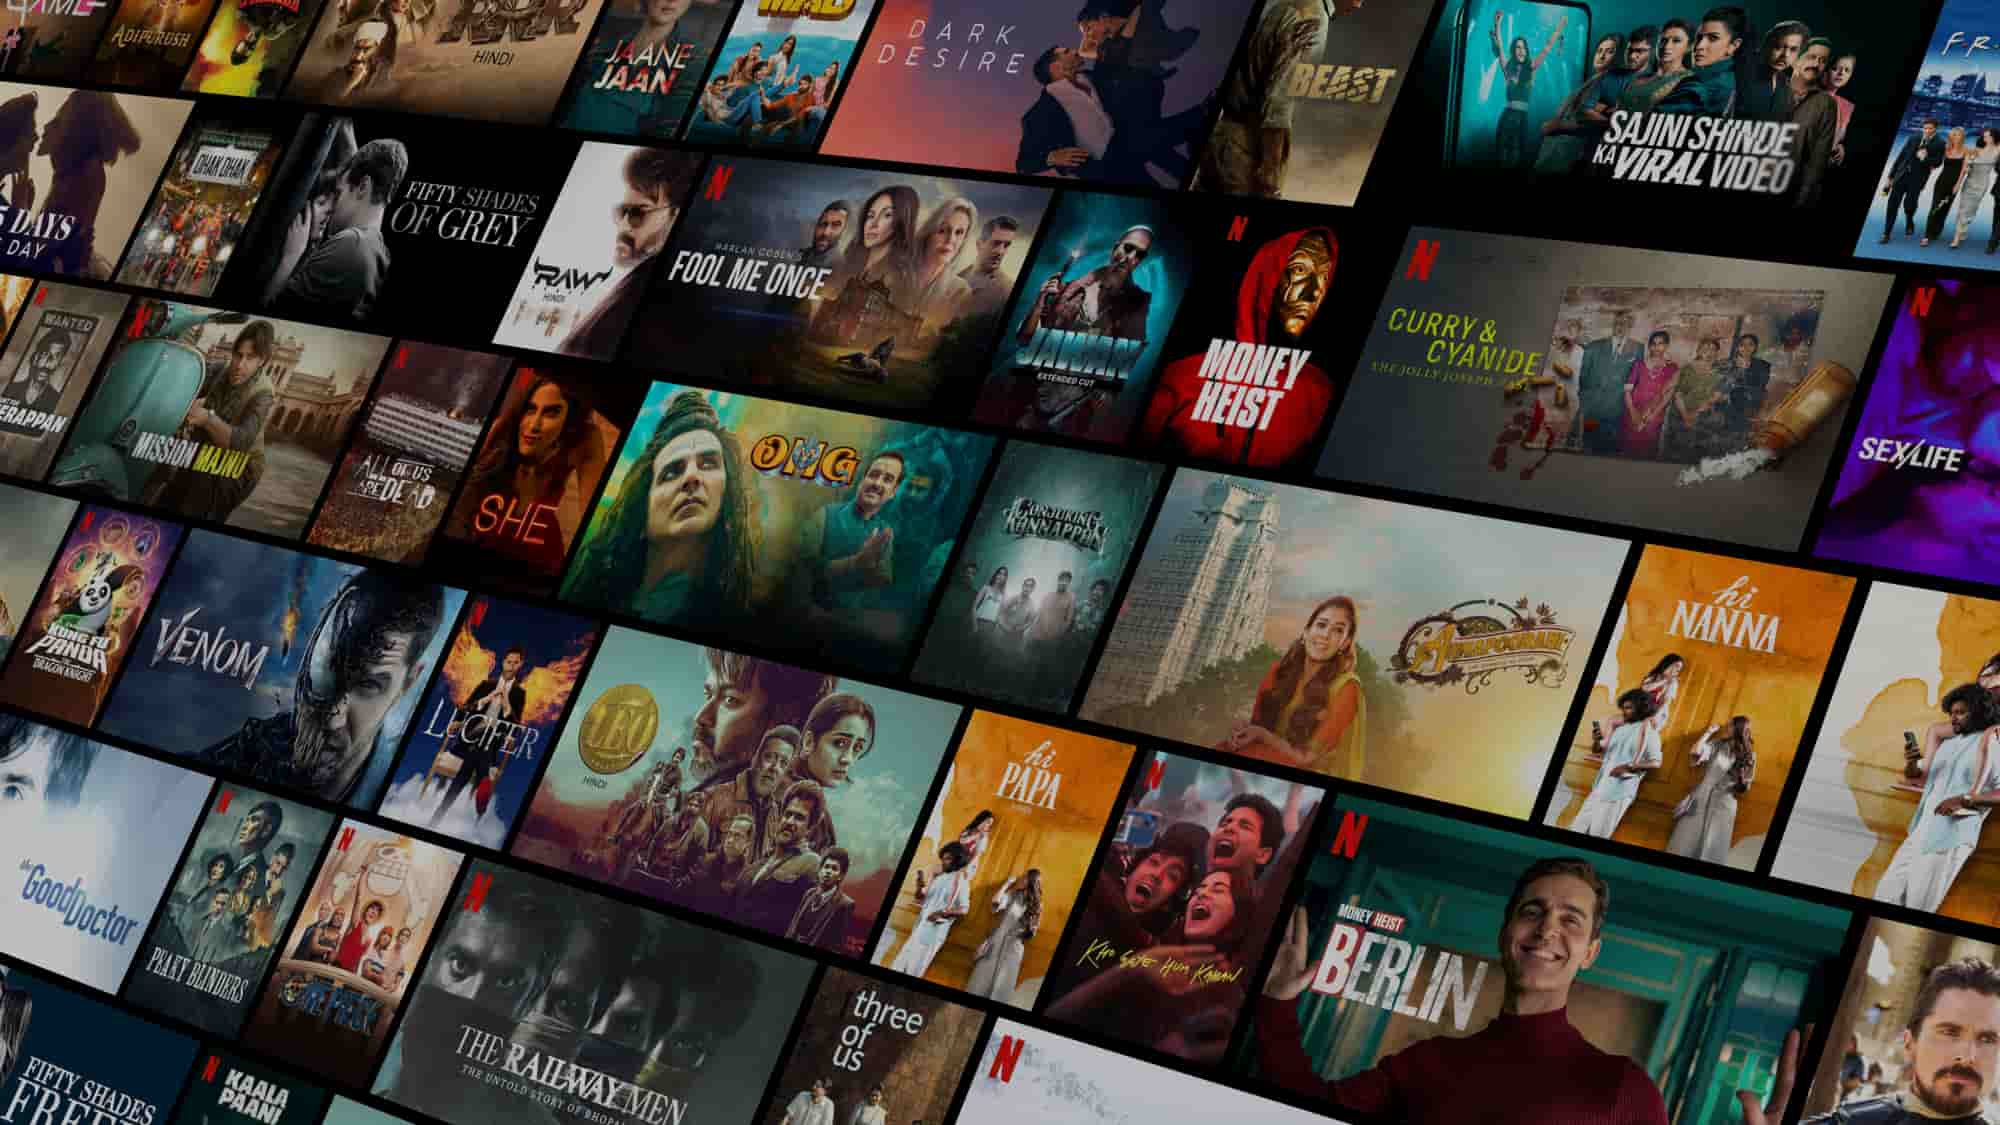 GAME
ADIPURUSH
HINDI
JAANE
JAAN
MAD
DARK
DESIRE
BEAST
SAJINI SHINDE
KA VIRAL VIDEO
F.R.
5 DAYS
DAY
DHAK DHAK
FIFTY SHADES
OF GREY
RAW
HINDI
N
HARLAN COBEN'S
FOOL ME ONCE
JAWAN
EXTENDED CUT
N
MONEY
HEIST
N
CURRY &
CYANIDE
THE JOLLY JOSEPH CASE
N
SEX/LIFE
N
WANTED
ERAPPAN
N
MISSION MAJNU
N
ALL OF US
ARE DEAD
SHE
OMG
CONJURING
KANNAPPAN
ANNAPOORANI
hi
NANNA
N
KUNG FU
PANDA
THE DRAGON KNIGHT
VENOM
N
LUCIFER
LEO
HINDI
hi
PAPA
N
KHO GAYE HUM KAHAN
N
MONEY HEIST
BERLIN
the
Good Doctor
N
PEAKY BLINDERS
N
ONE PIECE
N
THE RAILWAY MEN
THE UNTOLD STORY OF BHOPAL
three
of
us
N
FIFTY SHADES
FREE
N
KAALA
PAANI